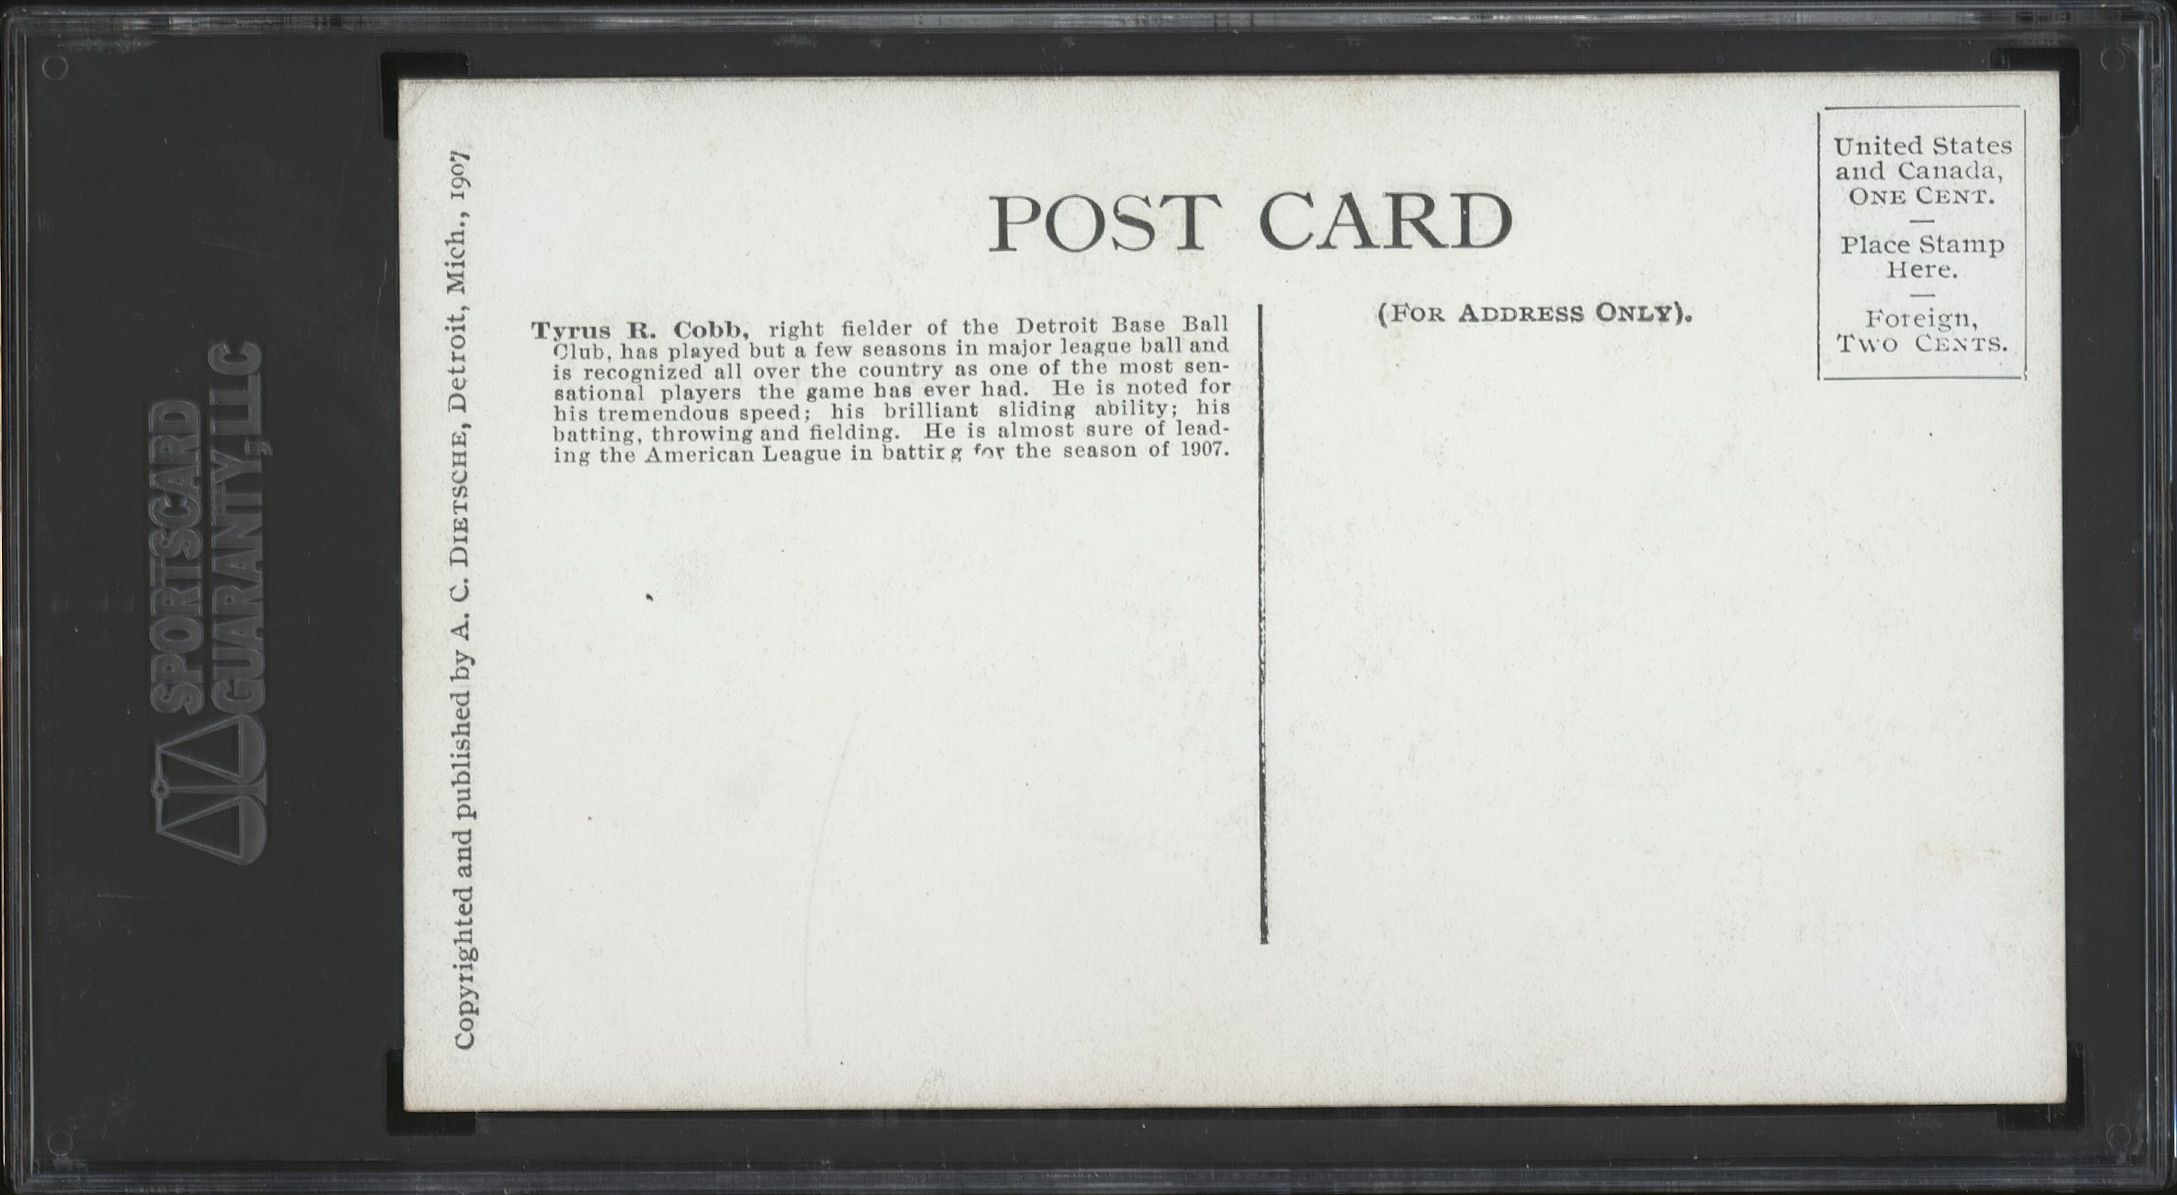 SPORTSCARD
GUARANTY, LLC
Copyrighted and published by A. C. DIETSCHE, Detroit, Mich., 1907
POST CARD
Tyrus R. Cobb, right fielder of the Detroit Base Ball
Club, has played but a few seasons in major league ball and
is recognized all over the country as one of the most sen-
sational players the game has ever had. He is noted for
his tremendous speed; his brilliant sliding ability; his
batting, throwing and fielding. He is almost sure of lead-
ing the American League in batting for the season of 1907.
(FOR ADDRESS ONLY).
United States
and Canada,
ONE CENT.
—
Place Stamp
Here.
—
Foreign,
TWO CENTS.